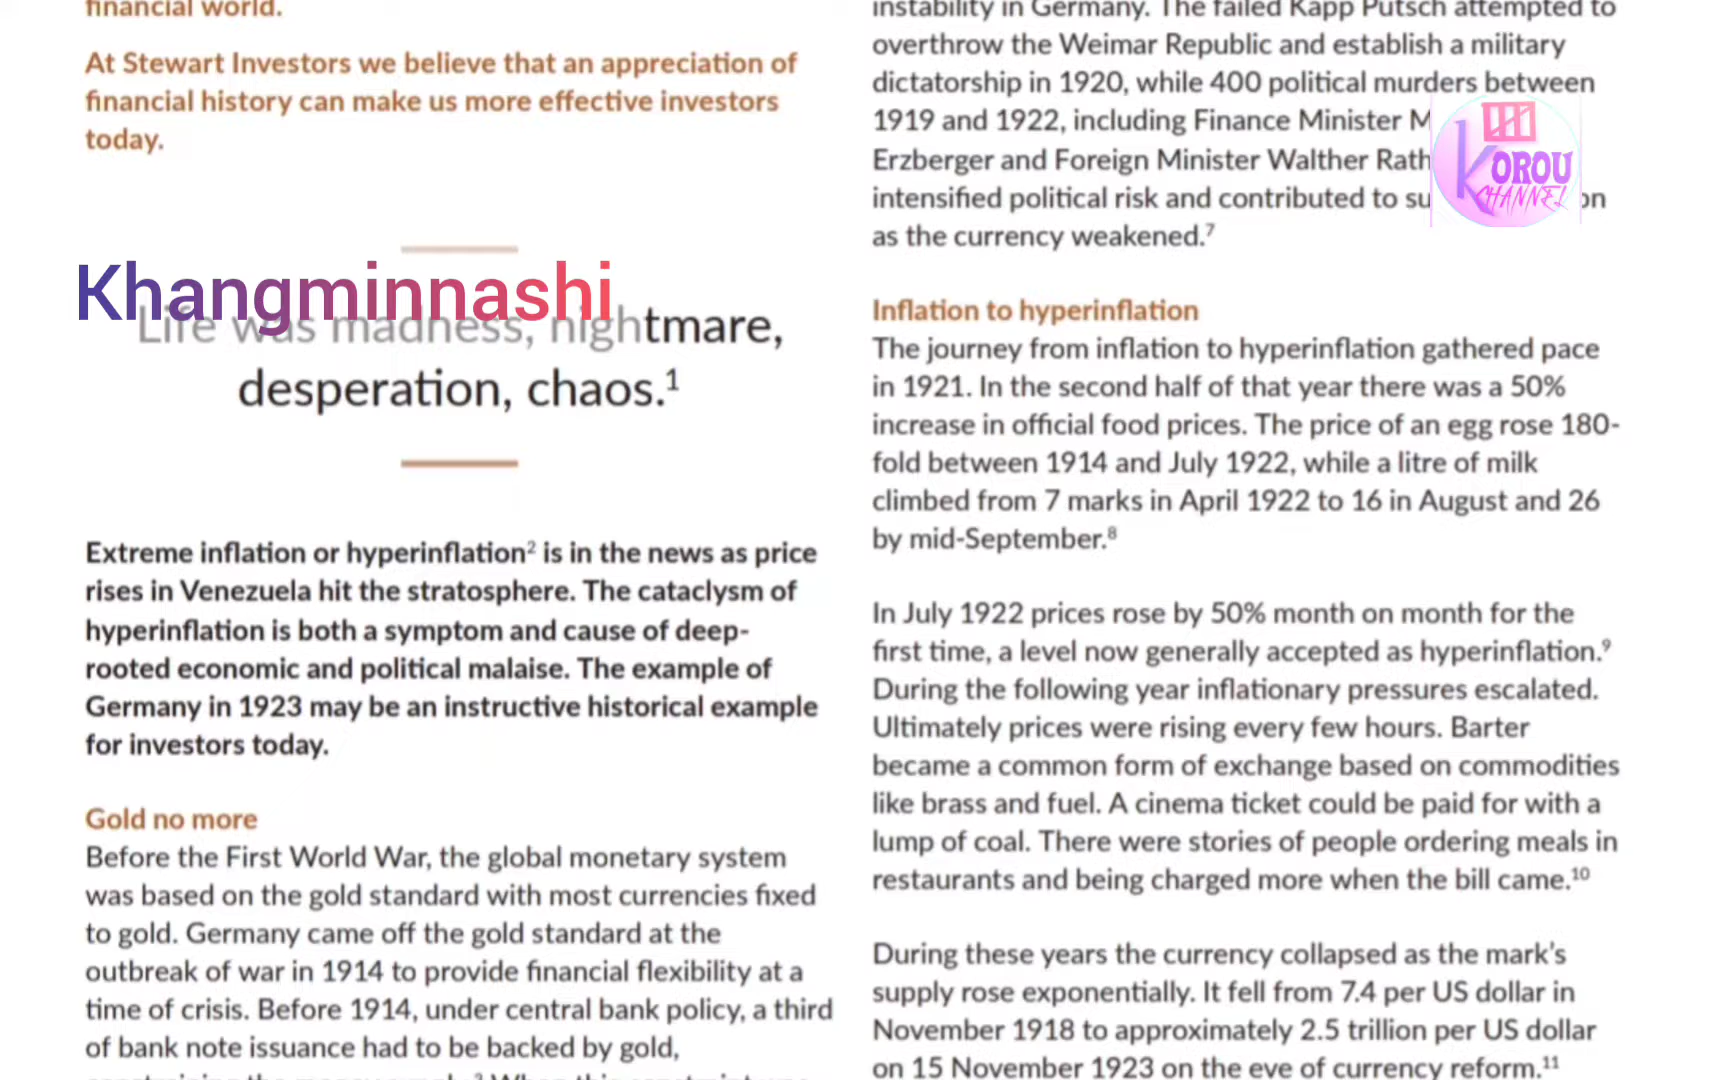 financial world.
At Stewart Investors we believe that an appreciation of
financial history can make us more effective investors
today.
Khangminnashi
Life was madness, nightmare,
desperation, chaos.1
Extreme inflation or hyperinflation2 is in the news as price
rises in Venezuela hit the stratosphere. The cataclysm of
hyperinflation is both a symptom and cause of deep-
rooted economic and political malaise. The example of
Germany in 1923 may be an instructive historical example
for investors today.
Gold no more
Before the First World War, the global monetary system
was based on the gold standard with most currencies fixed
to gold. Germany came off the gold standard at the
outbreak of war in 1914 to provide financial flexibility at a
time of crisis. Before 1914, under central bank policy, a third
of bank note issuance had to be backed by gold,
instability in Germany. The failed Kapp Putsch attempted to
overthrow the Weimar Republic and establish a military
dictatorship in 1920, while 400 political murders between
1919 and 1922, including Finance Minister M
Erzberger and Foreign Minister Walther Rath
intensified political risk and contributed to su on
as the currency weakened.7
KOROU
CHANNEL
Inflation to hyperinflation
The journey from inflation to hyperinflation gathered pace
in 1921. In the second half of that year there was a 50%
increase in official food prices. The price of an egg rose 180-
fold between 1914 and July 1922, while a litre of milk
climbed from 7 marks in April 1922 to 16 in August and 26
by mid-September.8
In July 1922 prices rose by 50% month on month for the
first time, a level now generally accepted as hyperinflation.9
During the following year inflationary pressures escalated.
Ultimately prices were rising every few hours. Barter
became a common form of exchange based on commodities
like brass and fuel. A cinema ticket could be paid for with a
lump of coal. There were stories of people ordering meals in
restaurants and being charged more when the bill came.10
During these years the currency collapsed as the mark's
supply rose exponentially. It fell from 7.4 per US dollar in
November 1918 to approximately 2.5 trillion per US dollar
on 15 November 1923 on the eve of currency reform.11